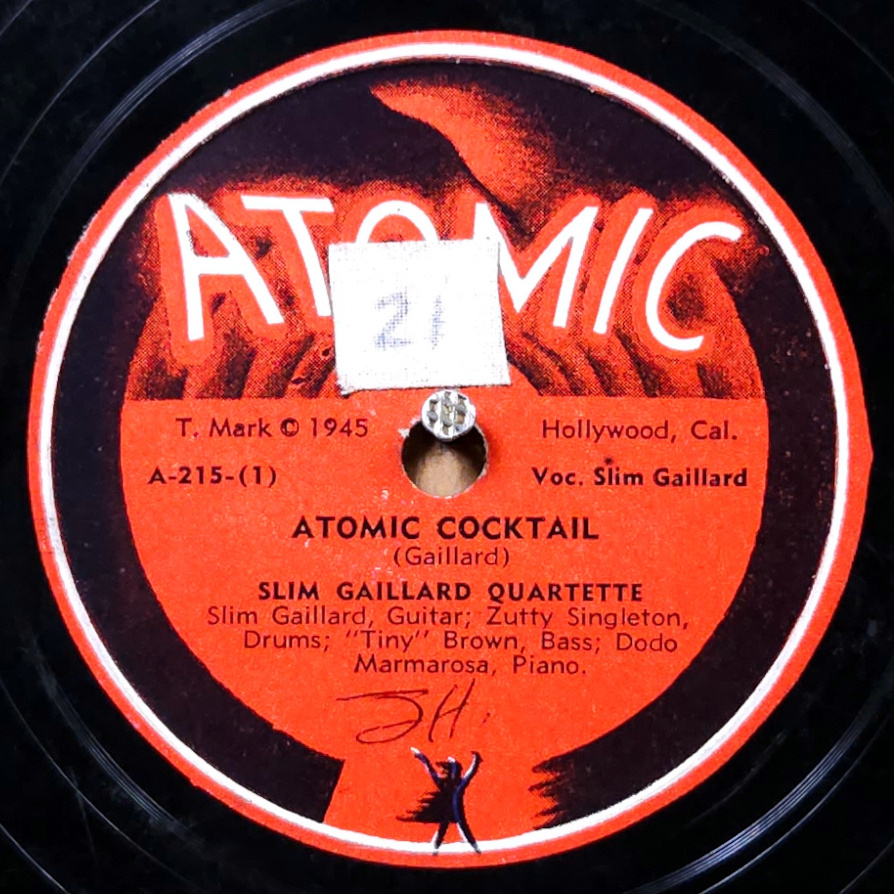 ATOMIC
21
T. Mark © 1945
Hollywood, Cal.
A-215-(1)
Voc. Slim Gaillard
ATOMIC COCKTAIL
(Gaillard)
SLIM GAILLARD QUARTETTE
Slim Gaillard, Guitar; Zutty Singleton,
Drums; "Tiny" Brown, Bass; Dodo
Marmarosa, Piano.